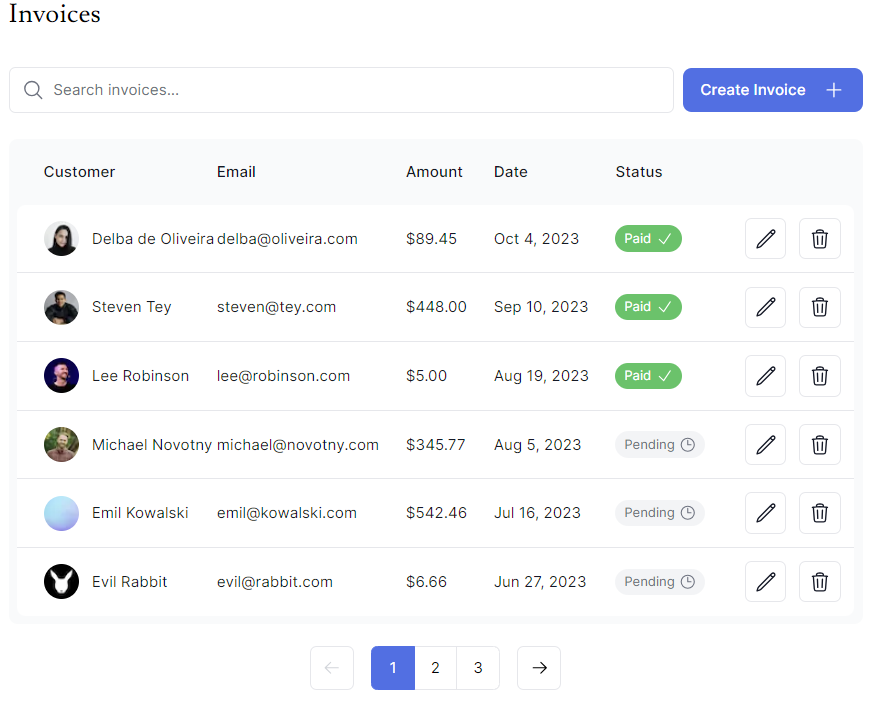 Invoices
Search invoices...
Create Invoice
Customer Email Amount Date Status
Delba de Oliveira delba@oliveira.com $89.45 Oct 4, 2023 Paid
Steven Tey steven@tey.com $448.00 Sep 10, 2023 Paid
Lee Robinson lee@robinson.com $5.00 Aug 19, 2023 Paid
Michael Novotny michael@novotny.com $345.77 Aug 5, 2023 Pending
Emil Kowalski emil@kowalski.com $542.46 Jul 16, 2023 Pending
Evil Rabbit evil@rabbit.com $6.66 Jun 27, 2023 Pending
1 2 3